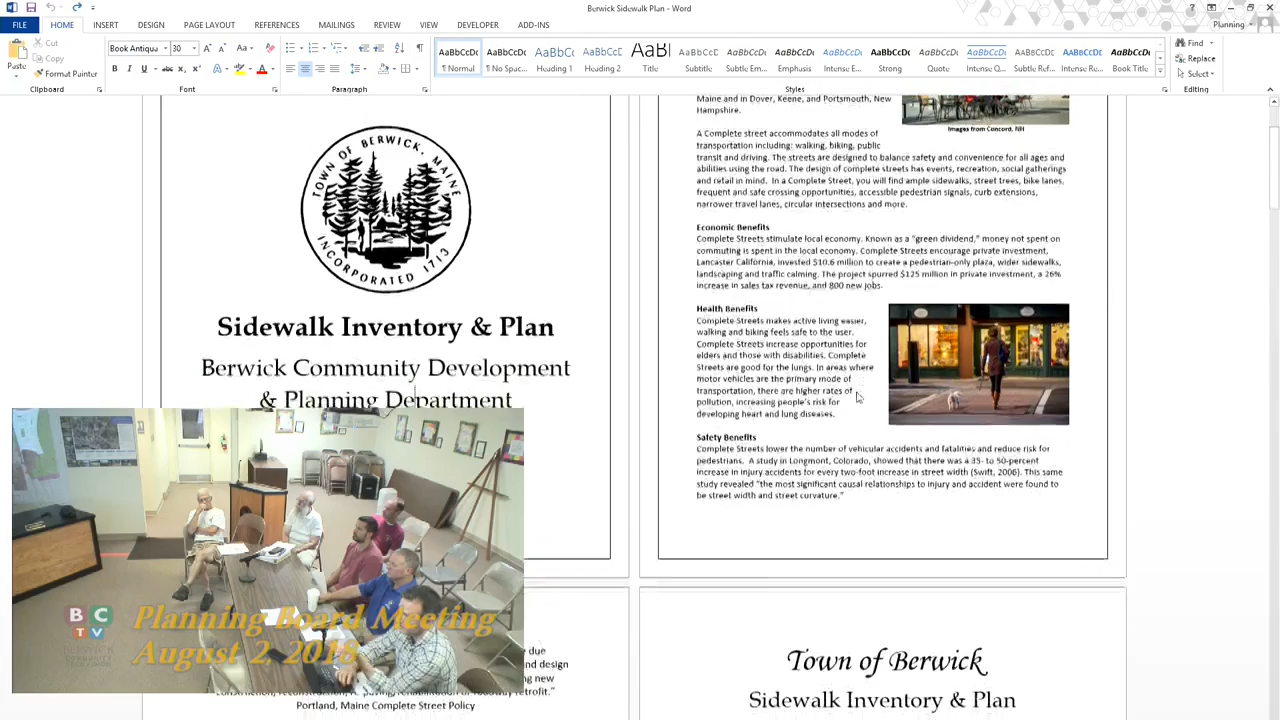 Berwick Sidewalk Plan - Word
FILE HOME INSERT DESIGN PAGE LAYOUT REFERENCES MAILINGS REVIEW VIEW DEVELOPER ADD-INS
Planning
Paste
Cut
Copy
Format Painter
Clipboard
Book Antiqua 30
Font
Paragraph
AaBbCcDc AaBbCcDc AaBbCc AaBbCcD AaBl AaBbCcD AaBbCcDc AaBbCcDc AaBbCcDc AaBbCcDc AaBbCcDc AaBbCcDc AaBbCcDc AaBbCcDc AaBbCcDc
¶ Normal ¶ No Spac... Heading 1 Heading 2 Title Subtitle Subtle Em... Emphasis Intense E... Strong Quote Intense Q... Subtle Ref... Intense Re... Book Title
Styles
Find
Replace
Select
Editing
TOWN OF BERWICK, MAINE
INCORPORATED 1713
Sidewalk Inventory & Plan
Berwick Community Development
& Planning Department
Maine and in Dover, Keene, and Portsmouth, New
Hampshire.
Images from Concord, NH
A Complete street accommodates all modes of
transportation including: walking, biking, public
transit and driving. The streets are designed to balance safety and convenience for all ages and
abilities using the road. The design of complete streets has events, recreation, social gatherings
and retail in mind. In a Complete Street, you will find ample sidewalks, street trees, bike lanes,
frequent and safe crossing opportunities, accessible pedestrian signals, curb extensions,
narrower travel lanes, circular intersections and more.
Economic Benefits
Complete Streets stimulate local economy. Known as a "green dividend," money not spent on
commuting is spent in the local economy. Complete Streets encourage private investment,
Lancaster California, invested $10.6 million to create a pedestrian-only plaza, wider sidewalks,
landscaping and traffic calming. The project spurred $125 million in private investment, a 26%
increase in sales tax revenue, and 800 new jobs.
Health Benefits
Complete Streets makes active living easier,
walking and biking feels safe to the user.
Complete Streets increase opportunities for
elders and those with disabilities. Complete
Streets are good for the lungs. In areas where
motor vehicles are the primary mode of
transportation, there are higher rates of
pollution, increasing people's risk for
developing heart and lung diseases.
Safety Benefits
Complete Streets lower the number of vehicular accidents and fatalities and reduce risk for
pedestrians. A study in Longmont, Colorado, showed that there was a 35- to 50-percent
increase in injury accidents for every two-foot increase in street width (Swift, 2006). This same
study revealed "the most significant causal relationships to injury and accident were found to
be street width and street curvature."
B C
TV
Planning Board Meeting
August 2, 2018
due
and design
ng new
construction, reconstruction, repaving rehabilitation or roadway retrofit."
Portland, Maine Complete Street Policy
Town of Berwick
Sidewalk Inventory & Plan